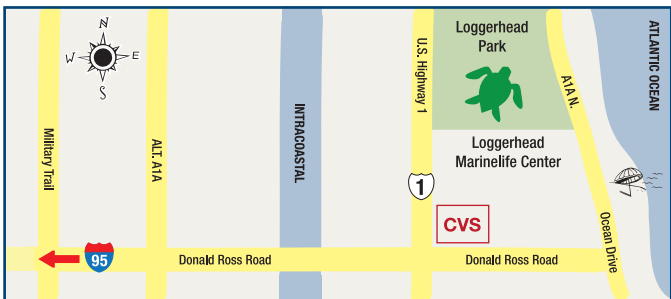 N
W
E
S
Military Trail
ALT. A1A
INTRACOASTAL
U.S. Highway 1
Loggerhead
Park
A1A N.
ATLANTIC OCEAN
Loggerhead
Marinelife Center
1
CVS
Ocean Drive
95
Donald Ross Road
Donald Ross Road